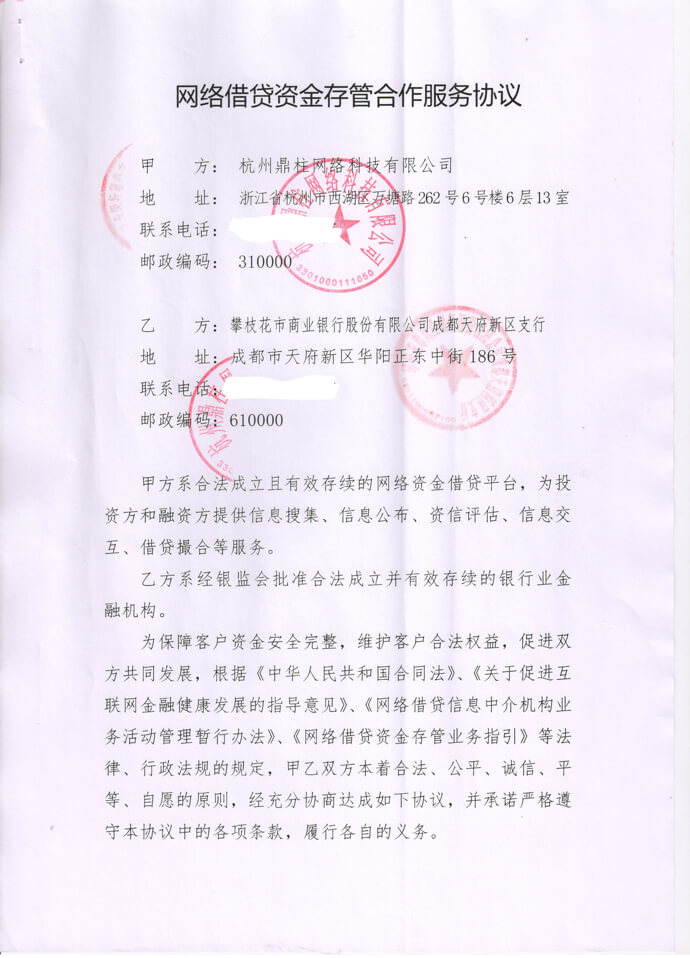 网络借贷资金存管合作服务协议
甲 方： 杭州鼎柱网络科技有限公司
地 址： 浙江省杭州市西湖区万塘路262号6号楼6层13室
联系电话：
邮政编码： 310000
网络科技有限公司
3301060111650
乙 方：攀枝花市商业银行股份有限公司成都天府新区支行
地 址：成都市天府新区华阳正东中街186号
联系电话：
邮政编码：610000
杭州鼎柱
330
甲方系合法成立且有效存续的网络资金借贷平台，为投
资方和融资方提供信息搜集、信息公布、资信评估、信息交
互、借贷撮合等服务。
乙方系经银监会批准合法成立并有效存续的银行业金
融机构。
为保障客户资金安全完整，维护客户合法权益，促进双
方共同发展，根据《中华人民共和国合同法》、《关于促进互
联网金融健康发展的指导意见》、《网络借贷信息中介机构业
务活动管理暂行办法》、《网络借贷资金存管业务指引》等法
律、行政法规的规定，甲乙双方本着合法、公平、诚信、平
等、自愿的原则，经充分协商达成如下协议，并承诺严格遵
守本协议中的各项条款，履行各自的义务。